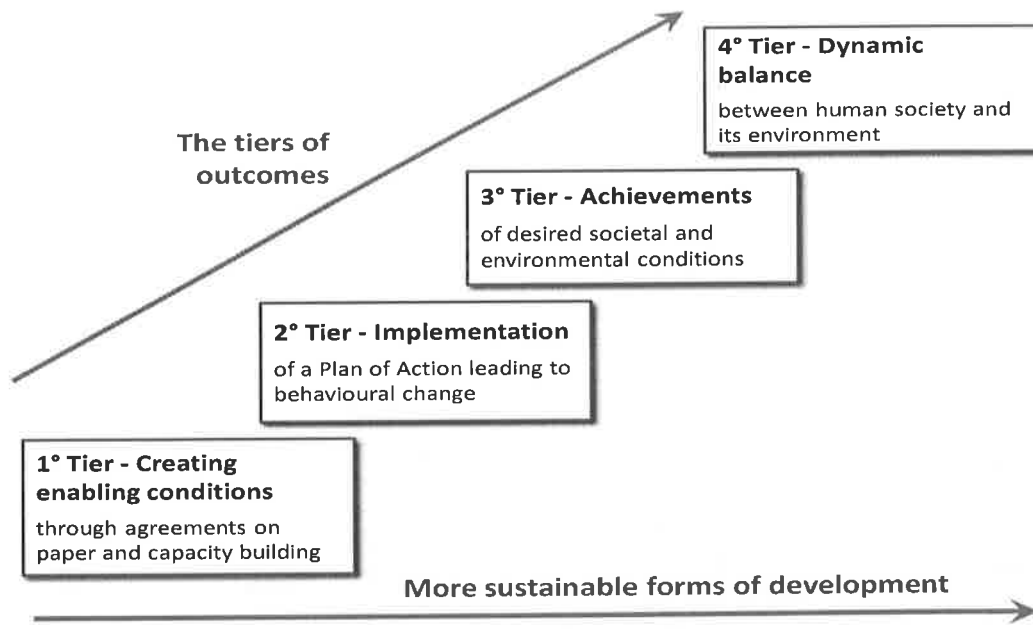 4° Tier - Dynamic
balance
between human society and
its environment
The tiers of
outcomes
3° Tier - Achievements
of desired societal and
environmental conditions
2° Tier - Implementation
of a Plan of Action leading to
behavioural change
1° Tier - Creating
enabling conditions
through agreements on
paper and capacity building
More sustainable forms of development